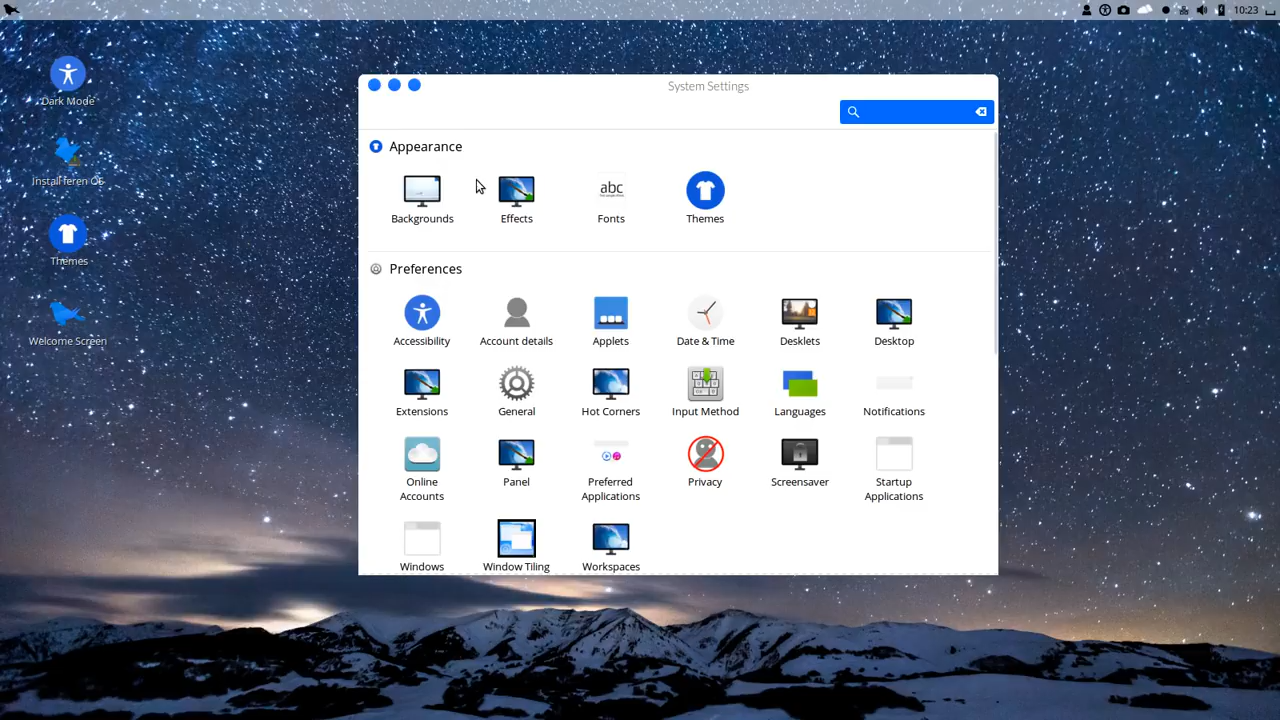 10:23
Dark Mode
Install feren OS
Themes
Welcome Screen
System Settings
Appearance
Backgrounds
Effects
abc
Fonts
Themes
Preferences
Accessibility
Account details
Applets
Date & Time
Desklets
Desktop
Extensions
General
Hot Corners
Input Method
Languages
Notifications
Online
Accounts
Panel
Preferred
Applications
Privacy
Screensaver
Startup
Applications
Windows
Window Tiling
Workspaces